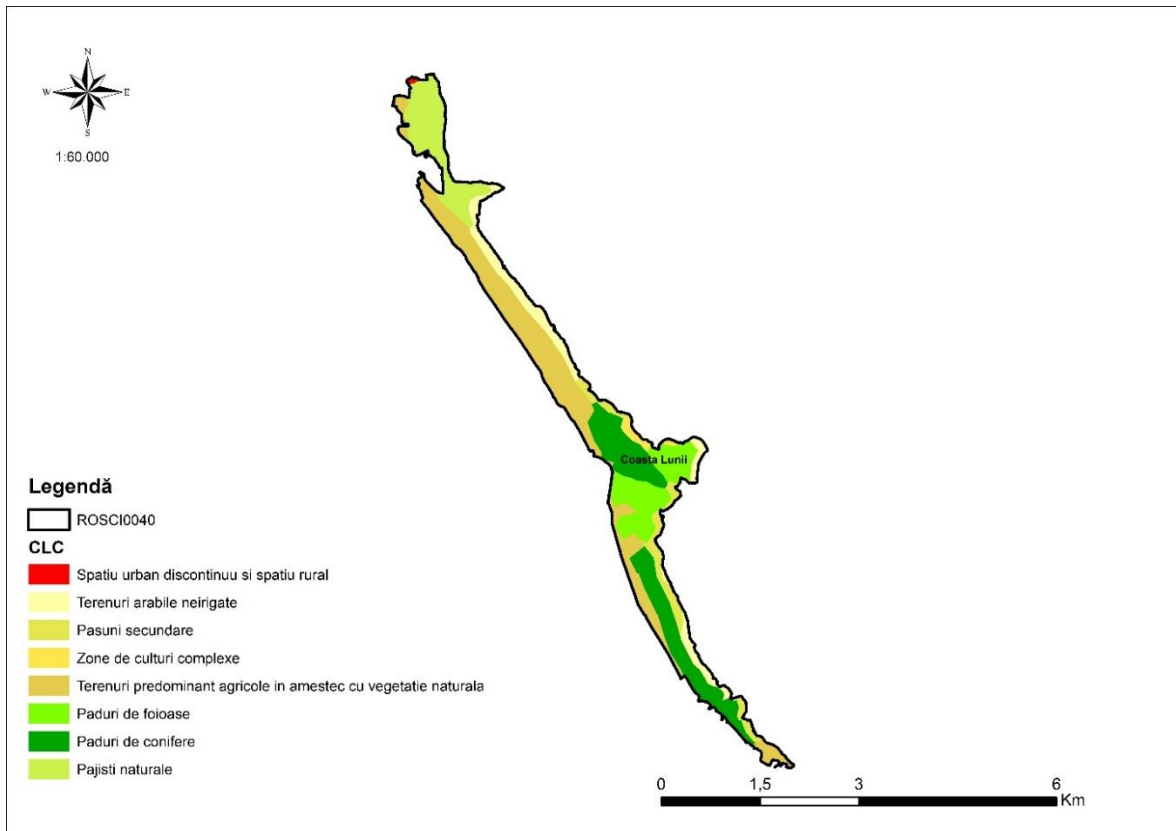 N
W E
S
1:60.000
Coasta Lunii
Legendă
ROSCI0040
CLC
Spatiu urban discontinuu si spatiu rural
Terenuri arabile neirigate
Pasuni secundare
Zone de culturi complexe
Terenuri predominant agricole in amestec cu vegetatie naturala
Paduri de foioase
Paduri de conifere
Pajisti naturale
0 1,5 3 6
Km